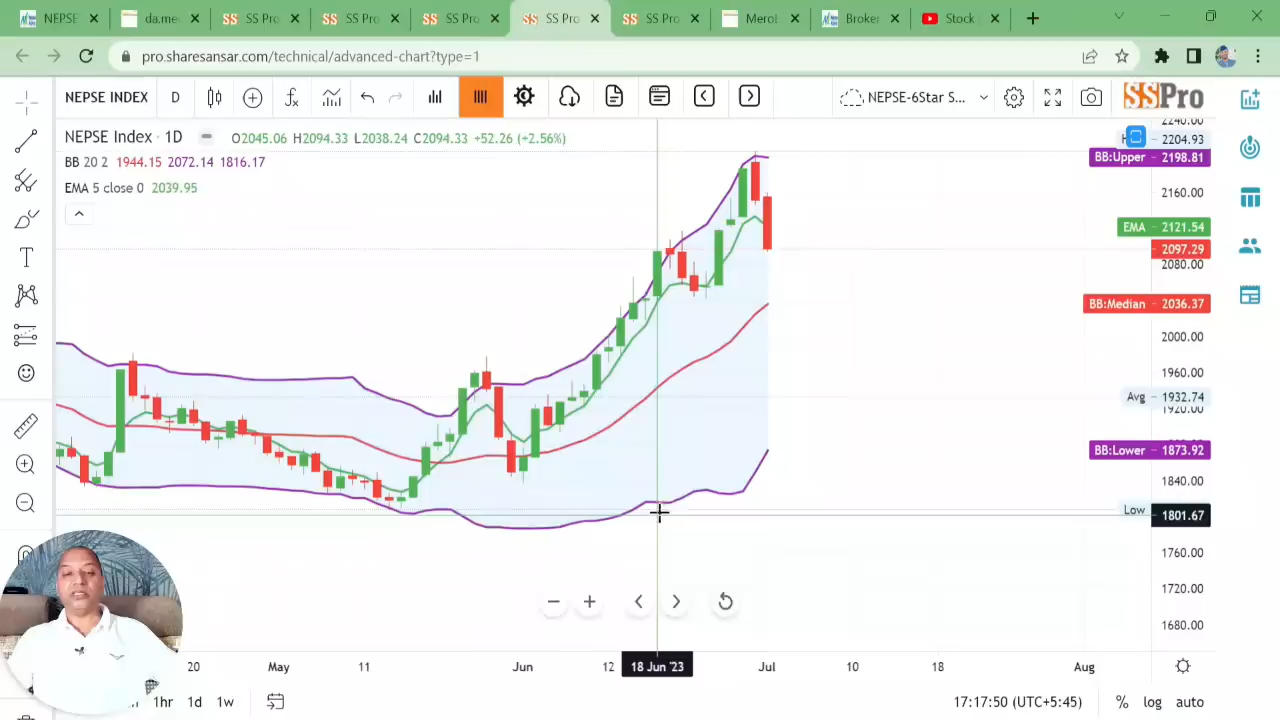 NEPSE
da.me
SS Pro
SS Pro
SS Pro
SS Pro
SS Pro
Merol
Broker
Stock
pro.sharesansar.com/technical/advanced-chart?type=1
NEPSE INDEX D NEPSE-6Star S... SSPro
NEPSE Index · 1D O2045.06 H2094.33 L2038.24 C2094.33 +52.26 (+2.56%)
BB 20 2 1944.15 2072.14 1816.17
EMA 5 close 0 2039.95
2240.00
2204.93
BB:Upper 2198.81
2160.00
EMA 2121.54
2097.29
2080.00
BB:Median 2036.37
2000.00
1960.00
Avg 1932.74
1920.00
BB:Lower 1873.92
1840.00
Low 1801.67
1760.00
1720.00
1680.00
20 May 11 Jun 12 18 Jun '23 Jul 10 18 Aug
1hr 1d 1w 17:17:50 (UTC+5:45) % log auto